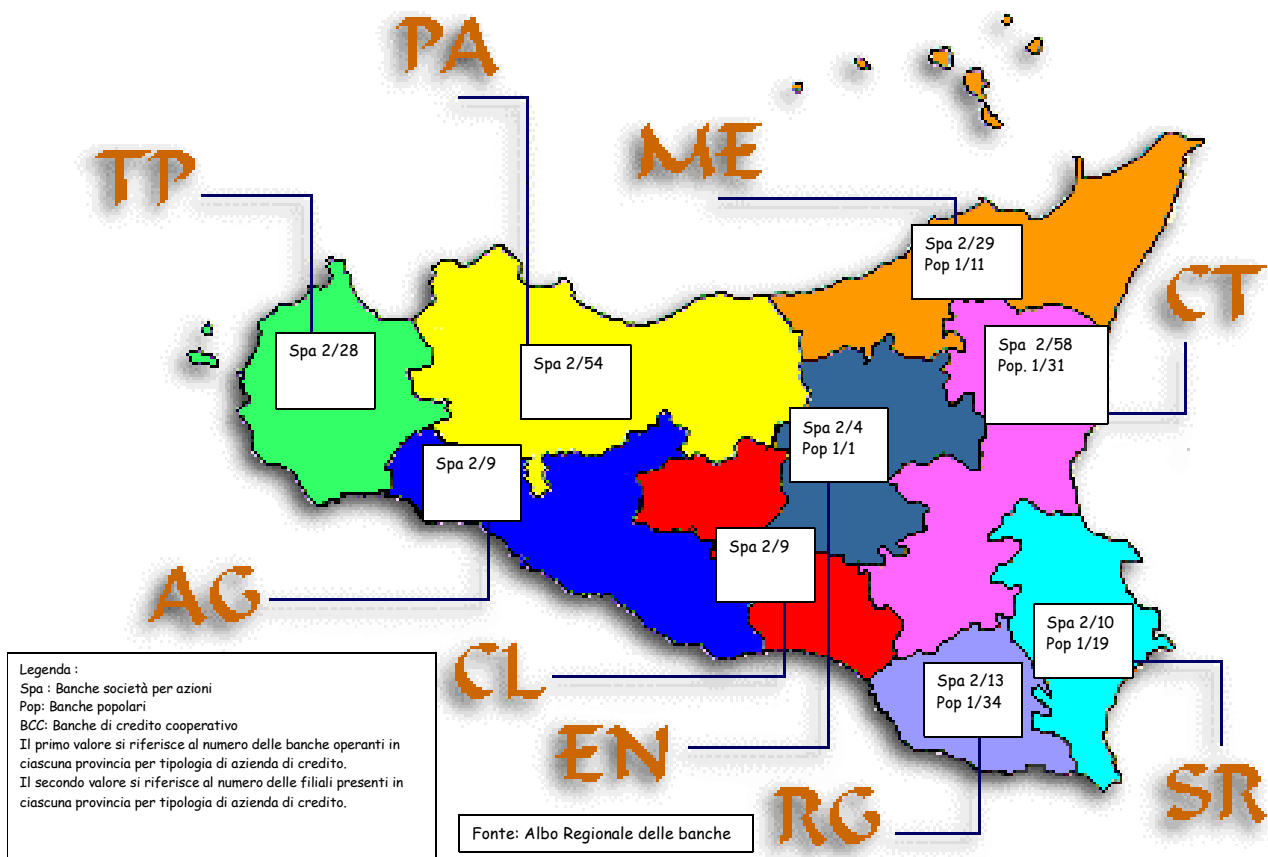 PA
ME
TP
CT
Spa 2/29
Pop 1/11
Spa 2/28
Spa 2/54
Spa 2/58
Pop. 1/31
Spa 2/4
Pop 1/1
Spa 2/9
Spa 2/9
AG
CL
EN
RG
SR
Spa 2/10
Pop 1/19
Spa 2/13
Pop 1/34
Legenda :
Spa : Banche società per azioni
Pop: Banche popolari
BCC: Banche di credito cooperativo
Il primo valore si riferisce al numero delle banche operanti in
ciascuna provincia per tipologia di azienda di credito.
Il secondo valore si riferisce al numero delle filiali presenti in
ciascuna provincia per tipologia di azienda di credito.
Fonte: Albo Regionale delle banche